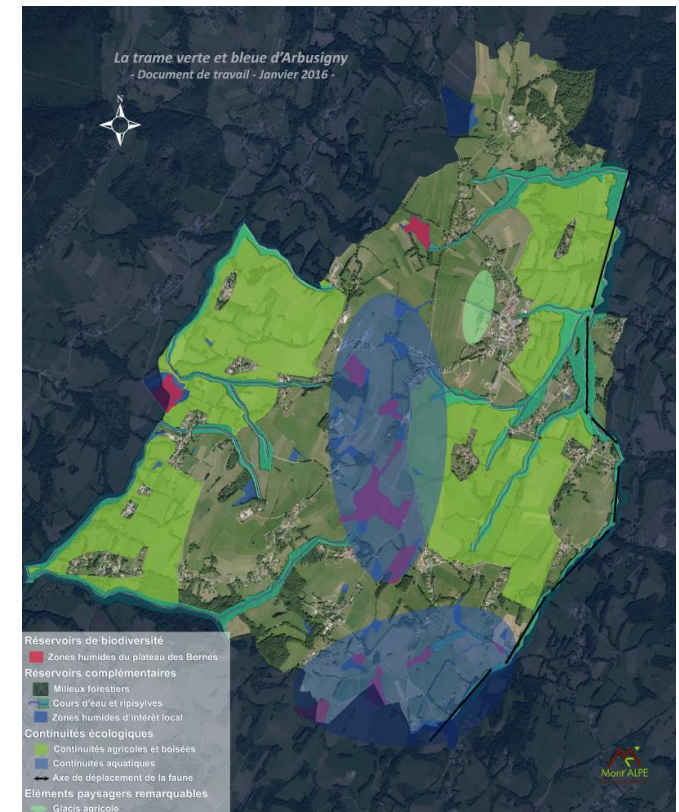 La trame verte et bleue d'Arbusigny
- Document de travail - Janvier 2016 -
N
Réservoirs de biodiversité
Zones humides du plateau des Bornes
Réservoirs complémentaires
Milieux forestiers
Cours d'eau et ripisylves
Zones humides d'intérêt local
Continuités écologiques
Continuités agricoles et boisées
Continuités aquatiques
Axe de déplacement de la faune
Eléments paysagers remarquables
Glacis agricole
Mont'ALPE